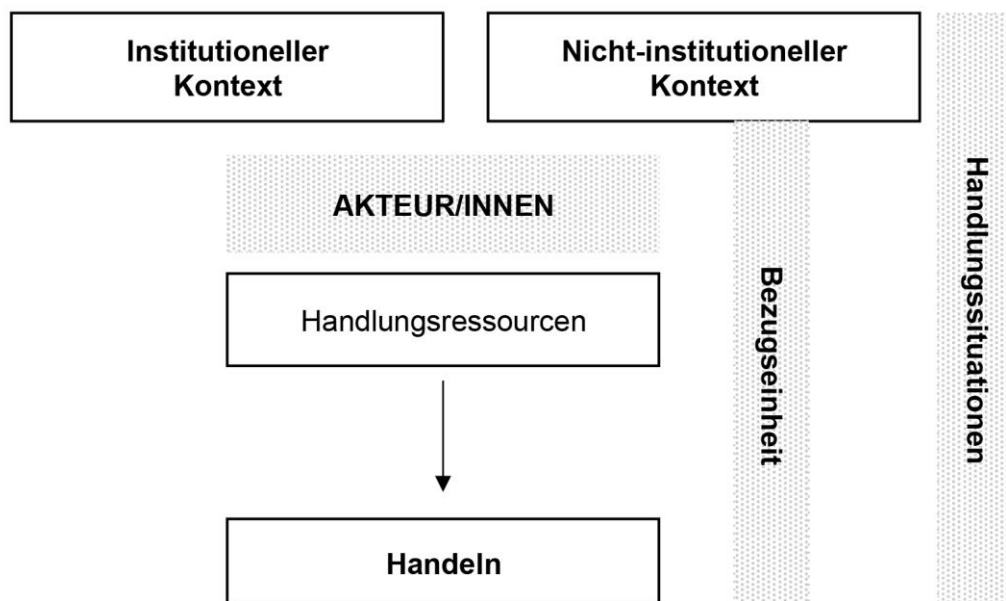 Institutioneller
Kontext
Nicht-institutioneller
Kontext
AKTEUR/INNEN
Handlungsressourcen
Handeln
Bezugseinheit
Handlungssituationen